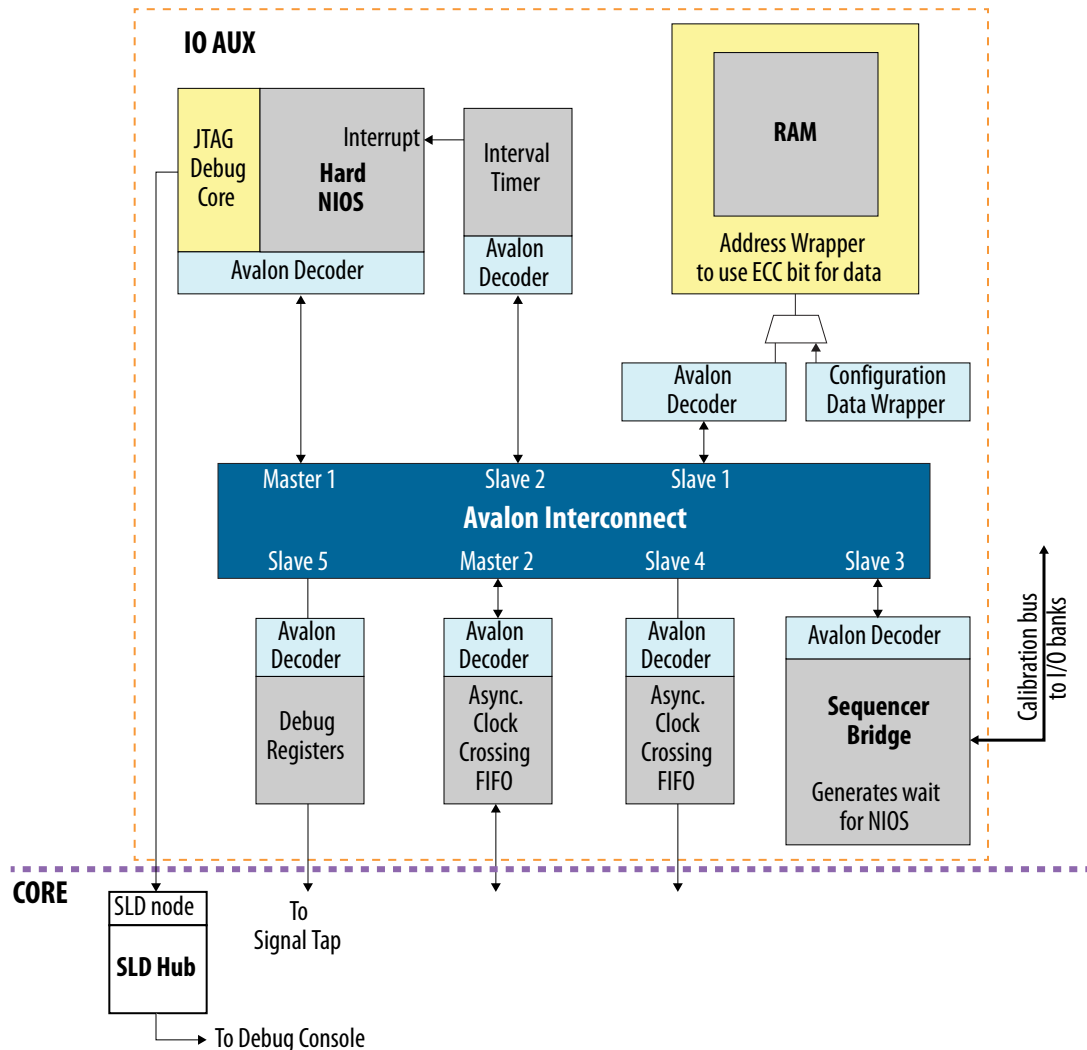 IO AUX
JTAG
Debug
Core
Hard
NIOS
Interrupt
Avalon Decoder
Interval
Timer
Avalon
Decoder
RAM
Address Wrapper
to use ECC bit for data
Avalon
Decoder
Configuration
Data Wrapper
Master 1
Slave 2
Slave 1
Avalon Interconnect
Slave 5
Master 2
Slave 4
Slave 3
Avalon
Decoder
Debug
Registers
Avalon
Decoder
Async.
Clock
Crossing
FIFO
Avalon
Decoder
Async.
Clock
Crossing
FIFO
Avalon Decoder
Sequencer
Bridge
Generates wait
for NIOS
Calibration bus
to I/O banks
CORE
SLD node
SLD Hub
To
Signal Tap
To Debug Console